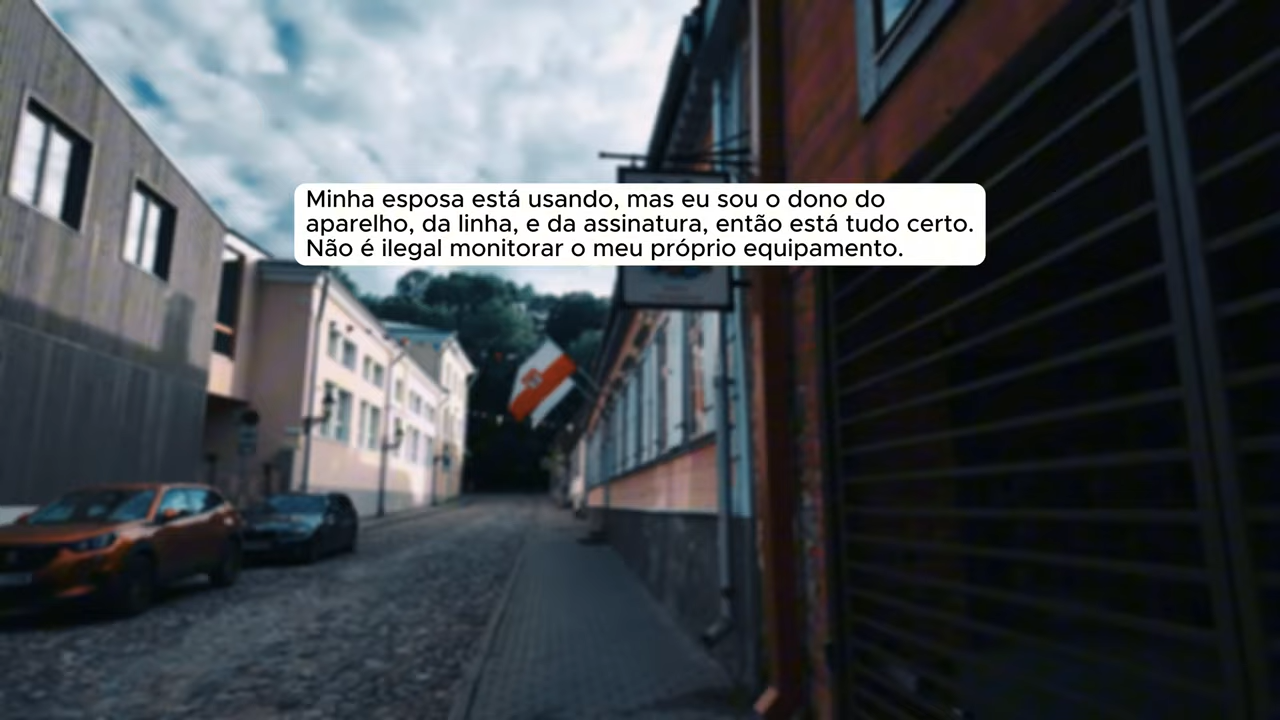 Minha esposa está usando, mas eu sou o dono do
aparelho, da linha, e da assinatura, então está tudo certo.
Não é ilegal monitorar o meu próprio equipamento.